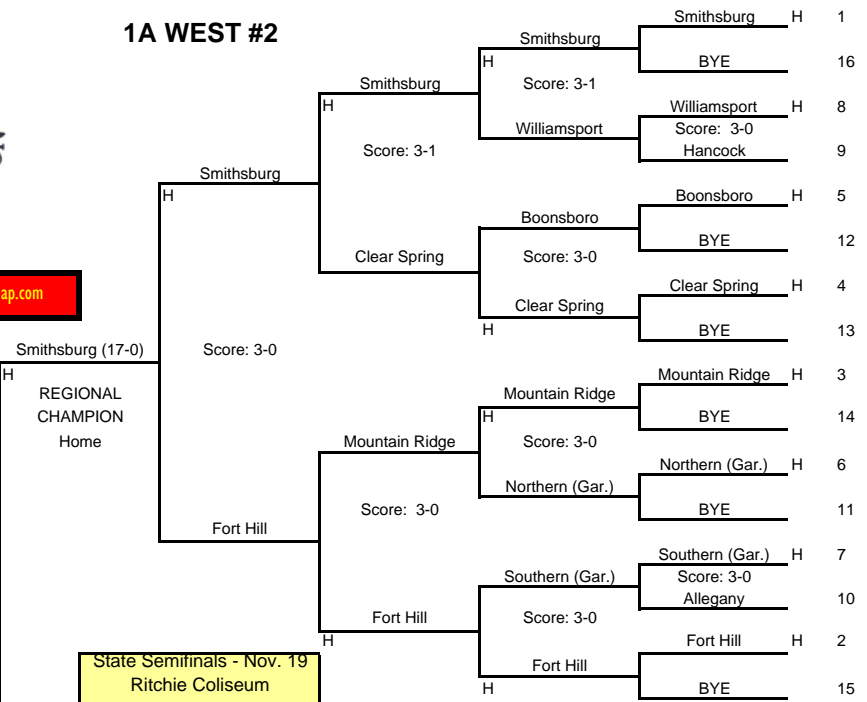 1A WEST #2
Smithsburg H 1
BYE 16
Smithsburg
H
Score: 3-1
Williamsport H 8
Score: 3-0
Hancock 9
Williamsport
Smithsburg
H
Score: 3-1
Boonsboro H 5
BYE 12
Boonsboro
Score: 3-0
Clear Spring H 4
BYE 13
Clear Spring
H
Clear Spring
Smithsburg
H
Score: 3-0
ap.com
Smithsburg (17-0)
H
REGIONAL
CHAMPION
Home
Mountain Ridge H 3
BYE 14
Mountain Ridge
H
Score: 3-0
Northern (Gar.) H 6
BYE 11
Northern (Gar.)
Mountain Ridge
Score: 3-0
Southern (Gar.) H 7
Score: 3-0
Allegany 10
Southern (Gar.)
Score: 3-0
Fort Hill H 2
BYE 15
Fort Hill
H
Fort Hill
H
Fort Hill
State Semifinals - Nov. 19
Ritchie Coliseum